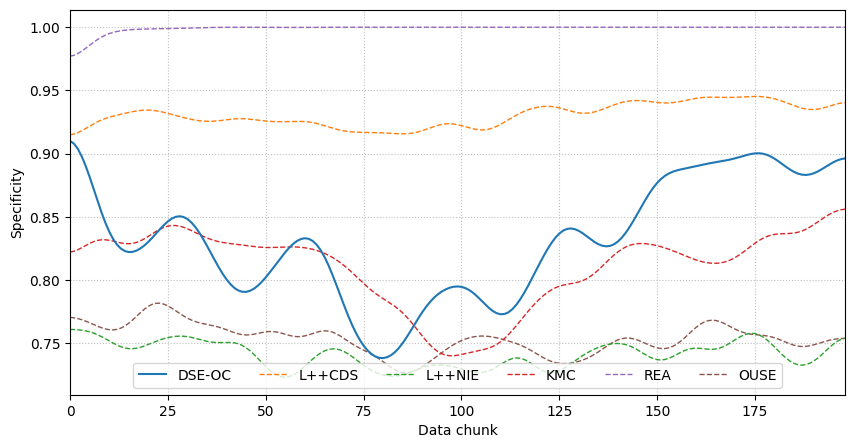 1.00
0.95
0.90
0.85
0.80
0.75
Specificity
0 25 50 75 100 125 150 175
Data chunk
DSE-OC L++CDS L++NIE KMC REA OUSE